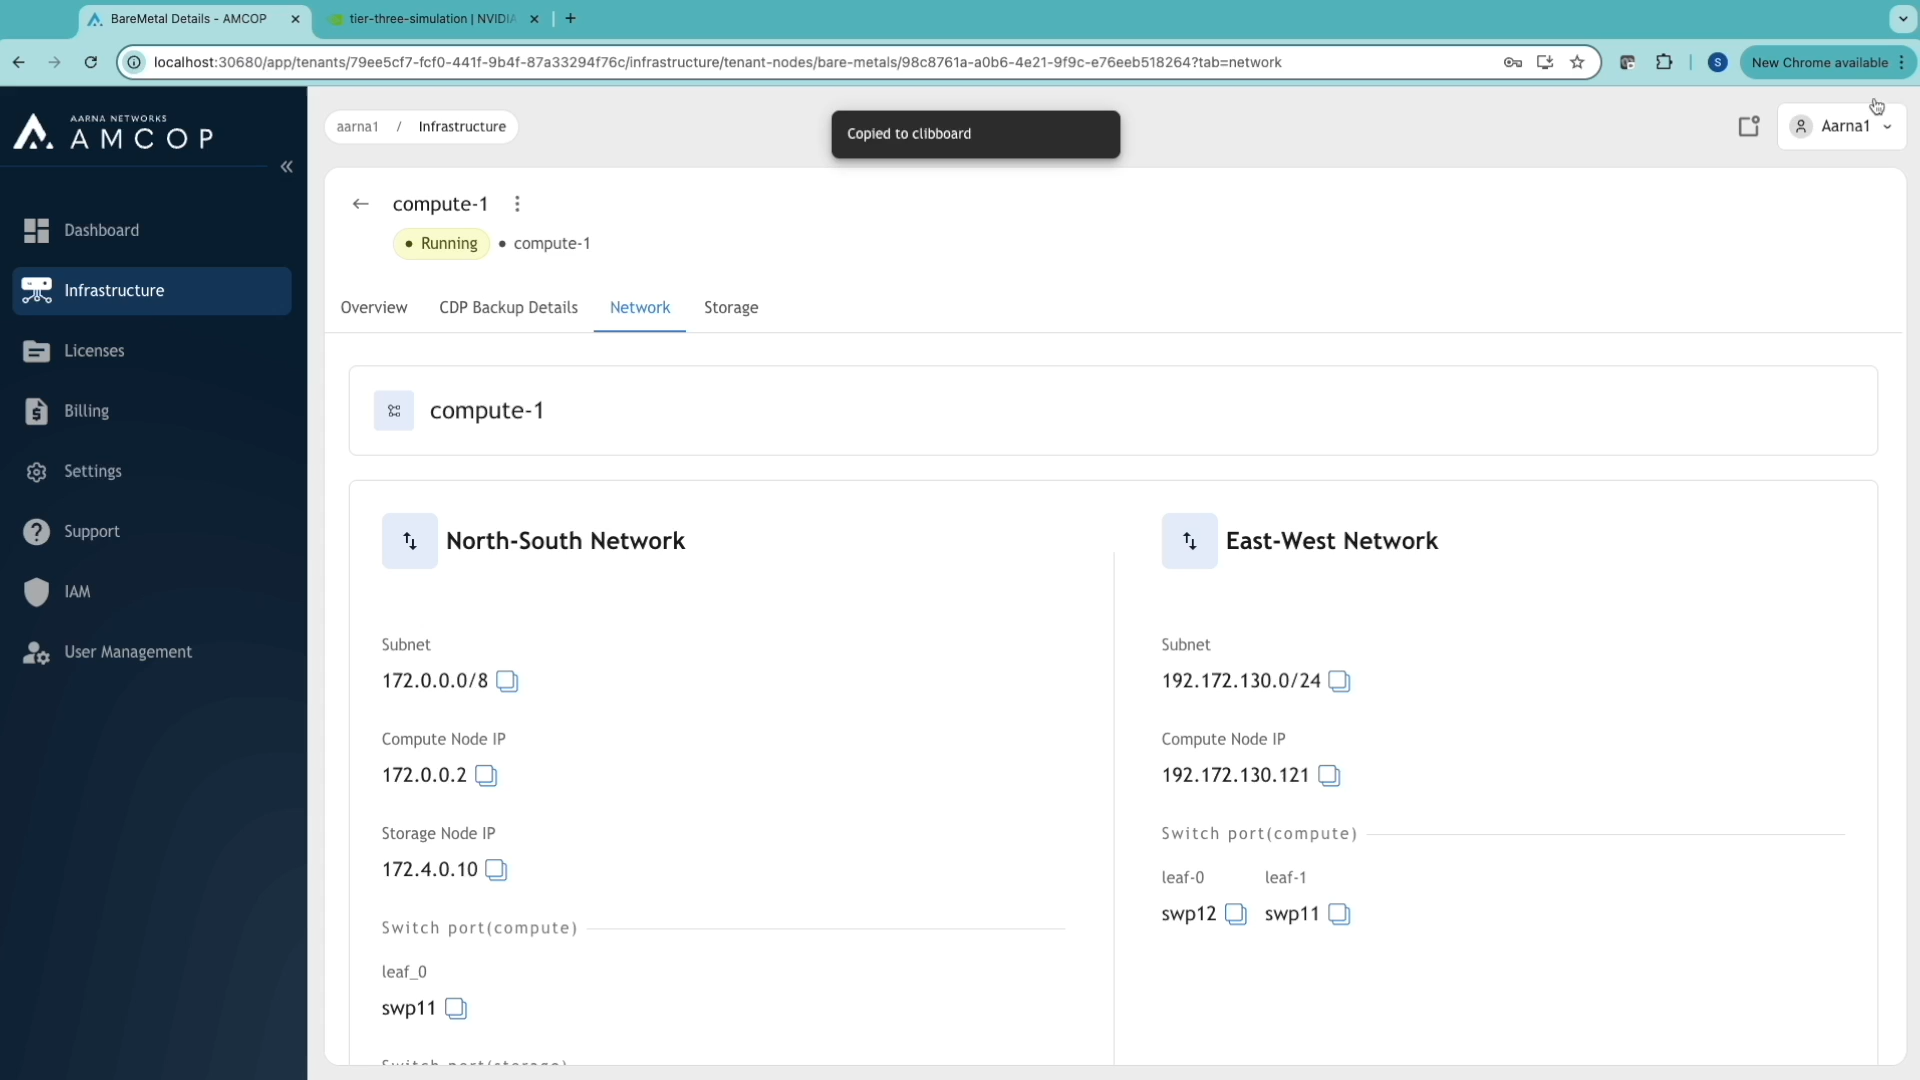 BareMetal Details - AMCOP
tier-three-simulation | NVIDIA
localhost:30680/app/tenants/79ee5cf7-fcf0-441f-9b4f-87a33294f76c/infrastructure/tenant-nodes/bare-metals/98c8761a-a0b6-4e21-9f9c-e76eeb518264?tab=network
S
New Chrome available
AARNA NETWORKS
AMCOP
aarna1 / Infrastructure
Copied to clibboard
Aarna1
Dashboard
Infrastructure
Licenses
Billing
Settings
Support
IAM
User Management
compute-1
Running
compute-1
Overview
CDP Backup Details
Network
Storage
compute-1
North-South Network
Subnet
172.0.0.0/8
Compute Node IP
172.0.0.2
Storage Node IP
172.4.0.10
Switch port(compute)
leaf_0
swp11
Switch port(storage)
East-West Network
Subnet
192.172.130.0/24
Compute Node IP
192.172.130.121
Switch port(compute)
leaf-0 leaf-1
swp12 swp11